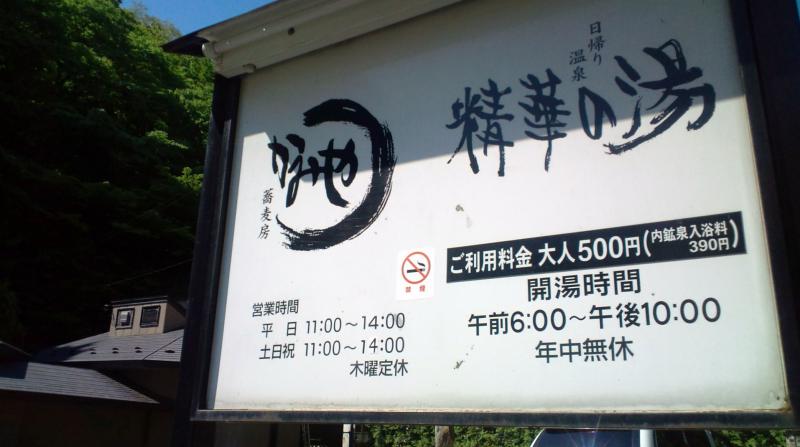 蕎麦房
かみや
営業時間
平日 11:00～14:00
土日祝 11:00～14:00
木曜定休
禁煙
日帰り
温泉
精華の湯
ご利用料金 大人500円(内鉱泉入浴料390円)
開湯時間
午前6:00～午後10:00
年中無休